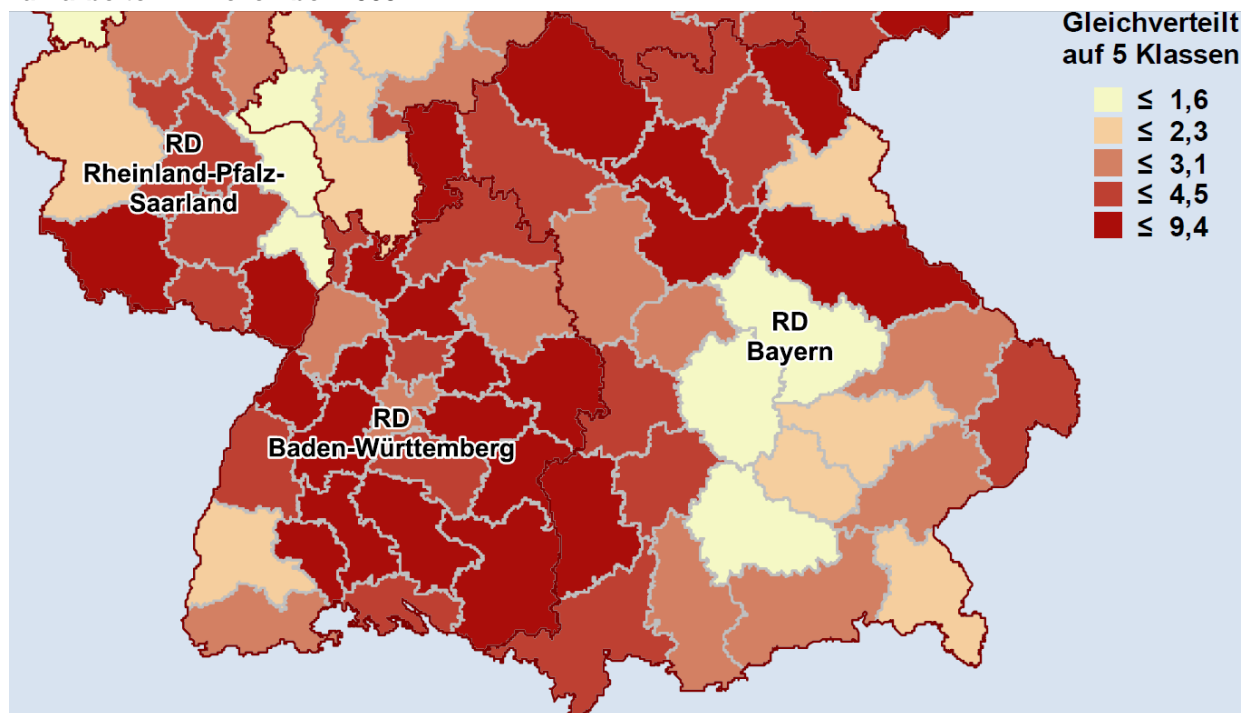 Gleichverteilt
auf 5 Klassen
≤ 1,6
≤ 2,3
≤ 3,1
≤ 4,5
≤ 9,4
RD
Rheinland-Pfalz-
Saarland
RD
Bayern
RD
Baden-Württemberg